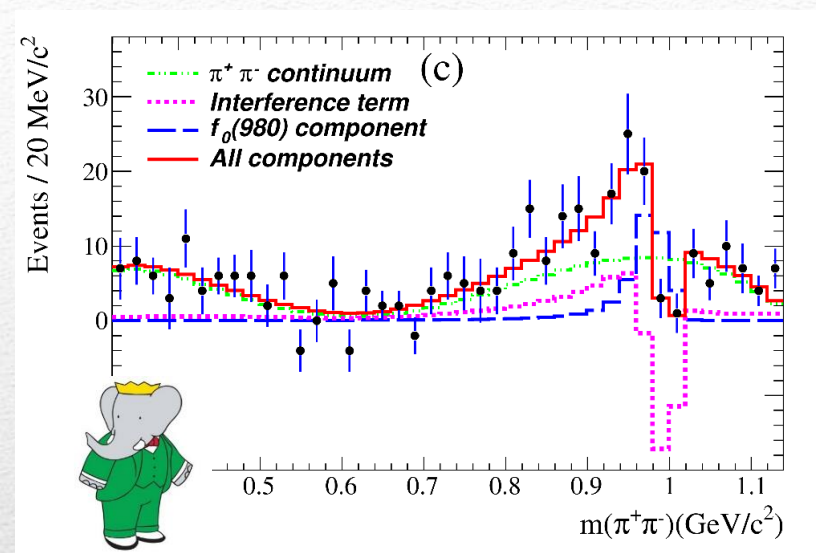 Events / 20 MeV/c²
(c)
π⁺ π⁻ continuum
Interference term
f₀(980) component
All components
30
20
10
0
0.5 0.6 0.7 0.8 0.9 1 1.1
m(π⁺π⁻)(GeV/c²)